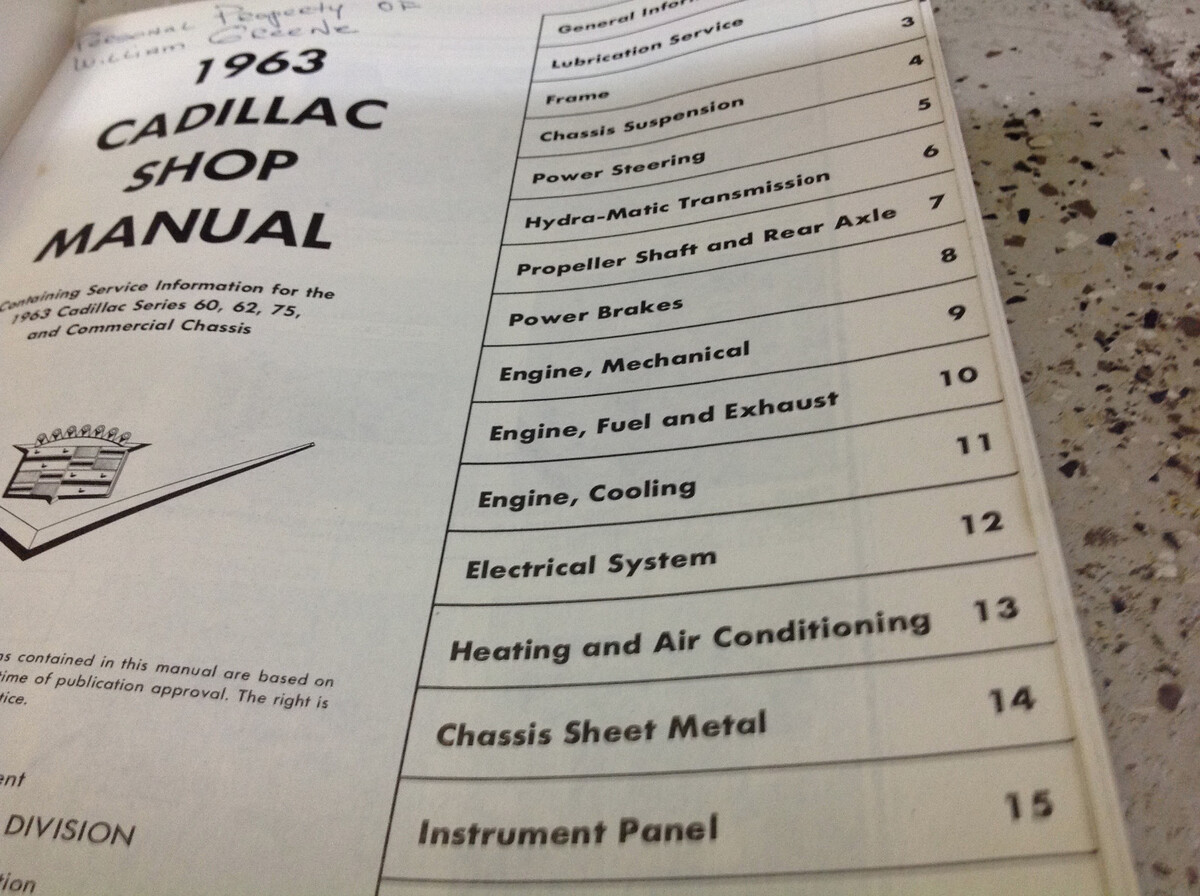 Personal Property OF
William Greene
1963
CADILLAC
SHOP
MANUAL
Containing Service Information for the
1963 Cadillac Series 60, 62, 75,
and Commercial Chassis
contained in this manual are based on
time of publication approval. The right is
DIVISION
General
Lubrication Service
Frame 3
Chassis Suspension 4
Power Steering 5
Hydra-Matic Transmission 6
Propeller Shaft and Rear Axle 7
Power Brakes 8
Engine, Mechanical 9
Engine, Fuel and Exhaust 10
Engine, Cooling 11
Electrical System 12
Heating and Air Conditioning 13
Chassis Sheet Metal 14
Instrument Panel 15